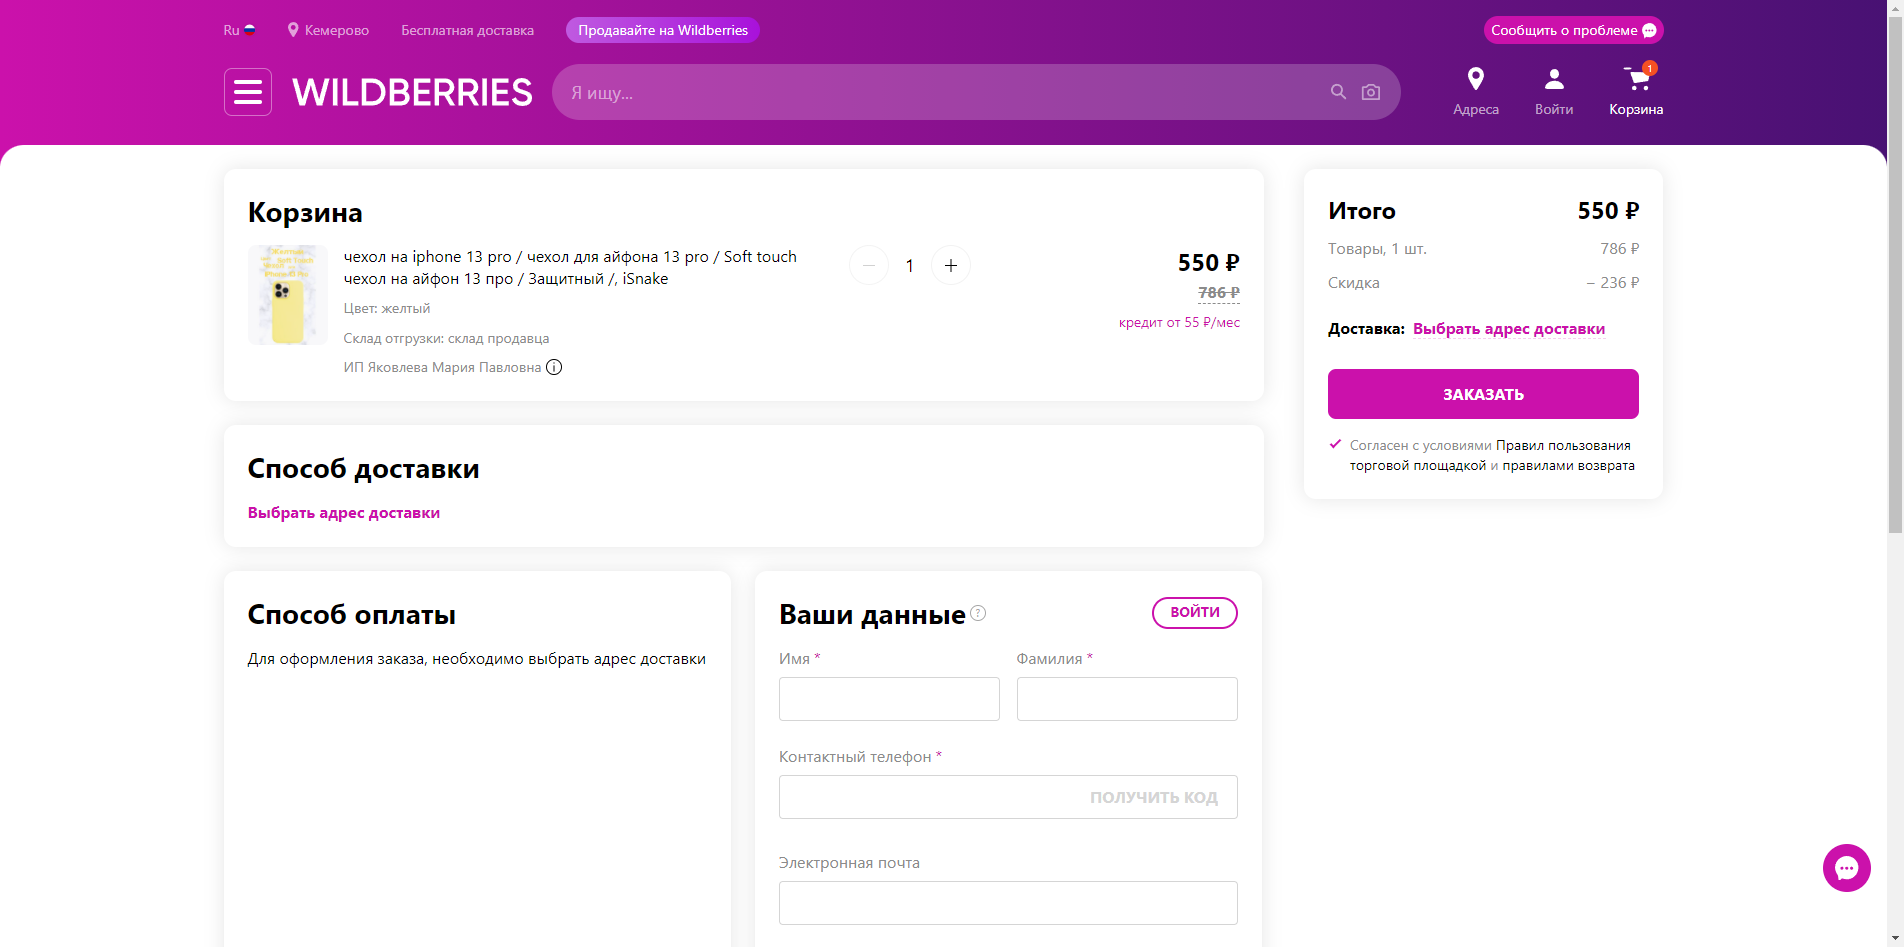 Ru
Кемерово
Бесплатная доставка
Продавайте на Wildberries
Сообщить о проблеме
WILDBERRIES
Я ищу...
Адреса
Войти
1
Корзина
Корзина
чехол на iphone 13 pro / чехол для айфона 13 pro / Soft touch
чехол на айфон 13 про / Защитный /, iSnake
Цвет: желтый
Склад отгрузки: склад продавца
ИП Яковлева Мария Павловна
1
550 ₽
786 ₽
кредит от 55 ₽/мес
Итого 550 ₽
Товары, 1 шт. 786 ₽
Скидка − 236 ₽
Доставка: Выбрать адрес доставки
ЗАКАЗАТЬ
Согласен с условиями Правил пользования
торговой площадкой и правилами возврата
Способ доставки
Выбрать адрес доставки
Способ оплаты
Для оформления заказа, необходимо выбрать адрес доставки
Ваши данные
ВОЙТИ
Имя *
Фамилия *
Контактный телефон *
ПОЛУЧИТЬ КОД
Электронная почта